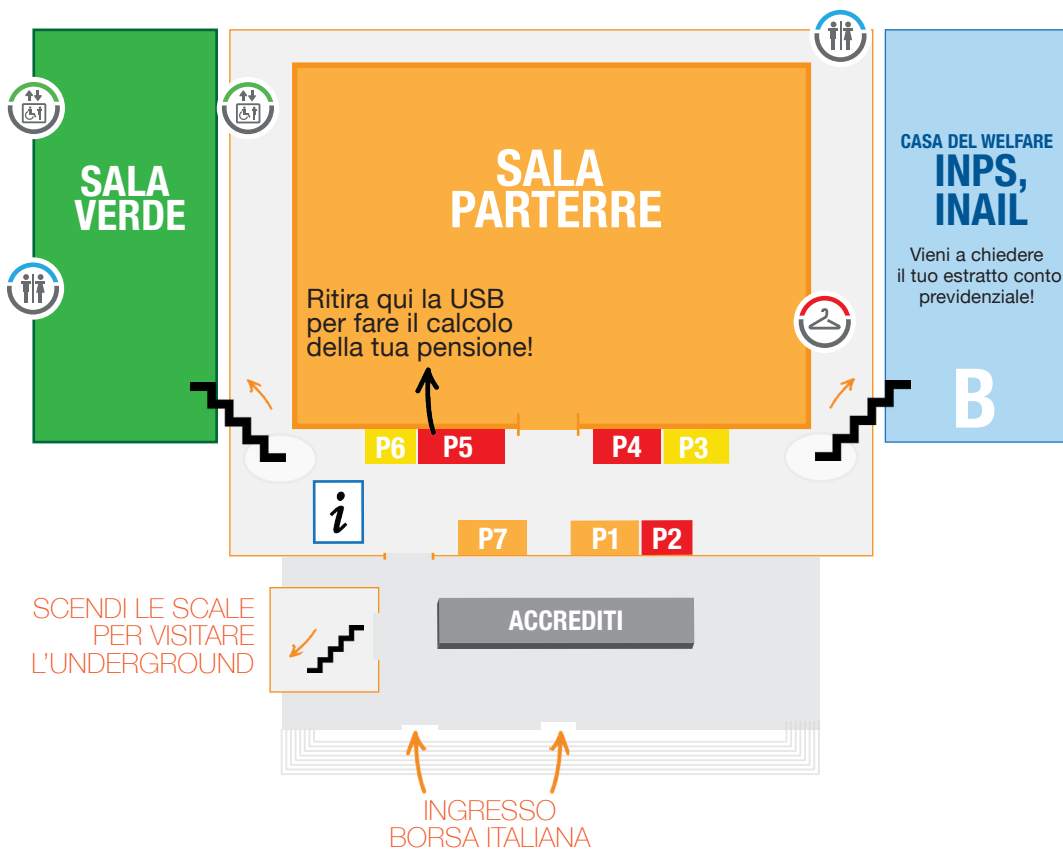 SALA
VERDE
SALA
PARTERRE
CASA DEL WELFARE
INPS,
INAIL
Vieni a chiedere
il tuo estratto conto
previdenziale!
B
Ritira qui la USB
per fare il calcolo
della tua pensione!
P6
P5
P4
P3
i
P7
P1
P2
ACCREDITI
SCENDI LE SCALE
PER VISITARE
L'UNDERGROUND
INGRESSO
BORSA ITALIANA